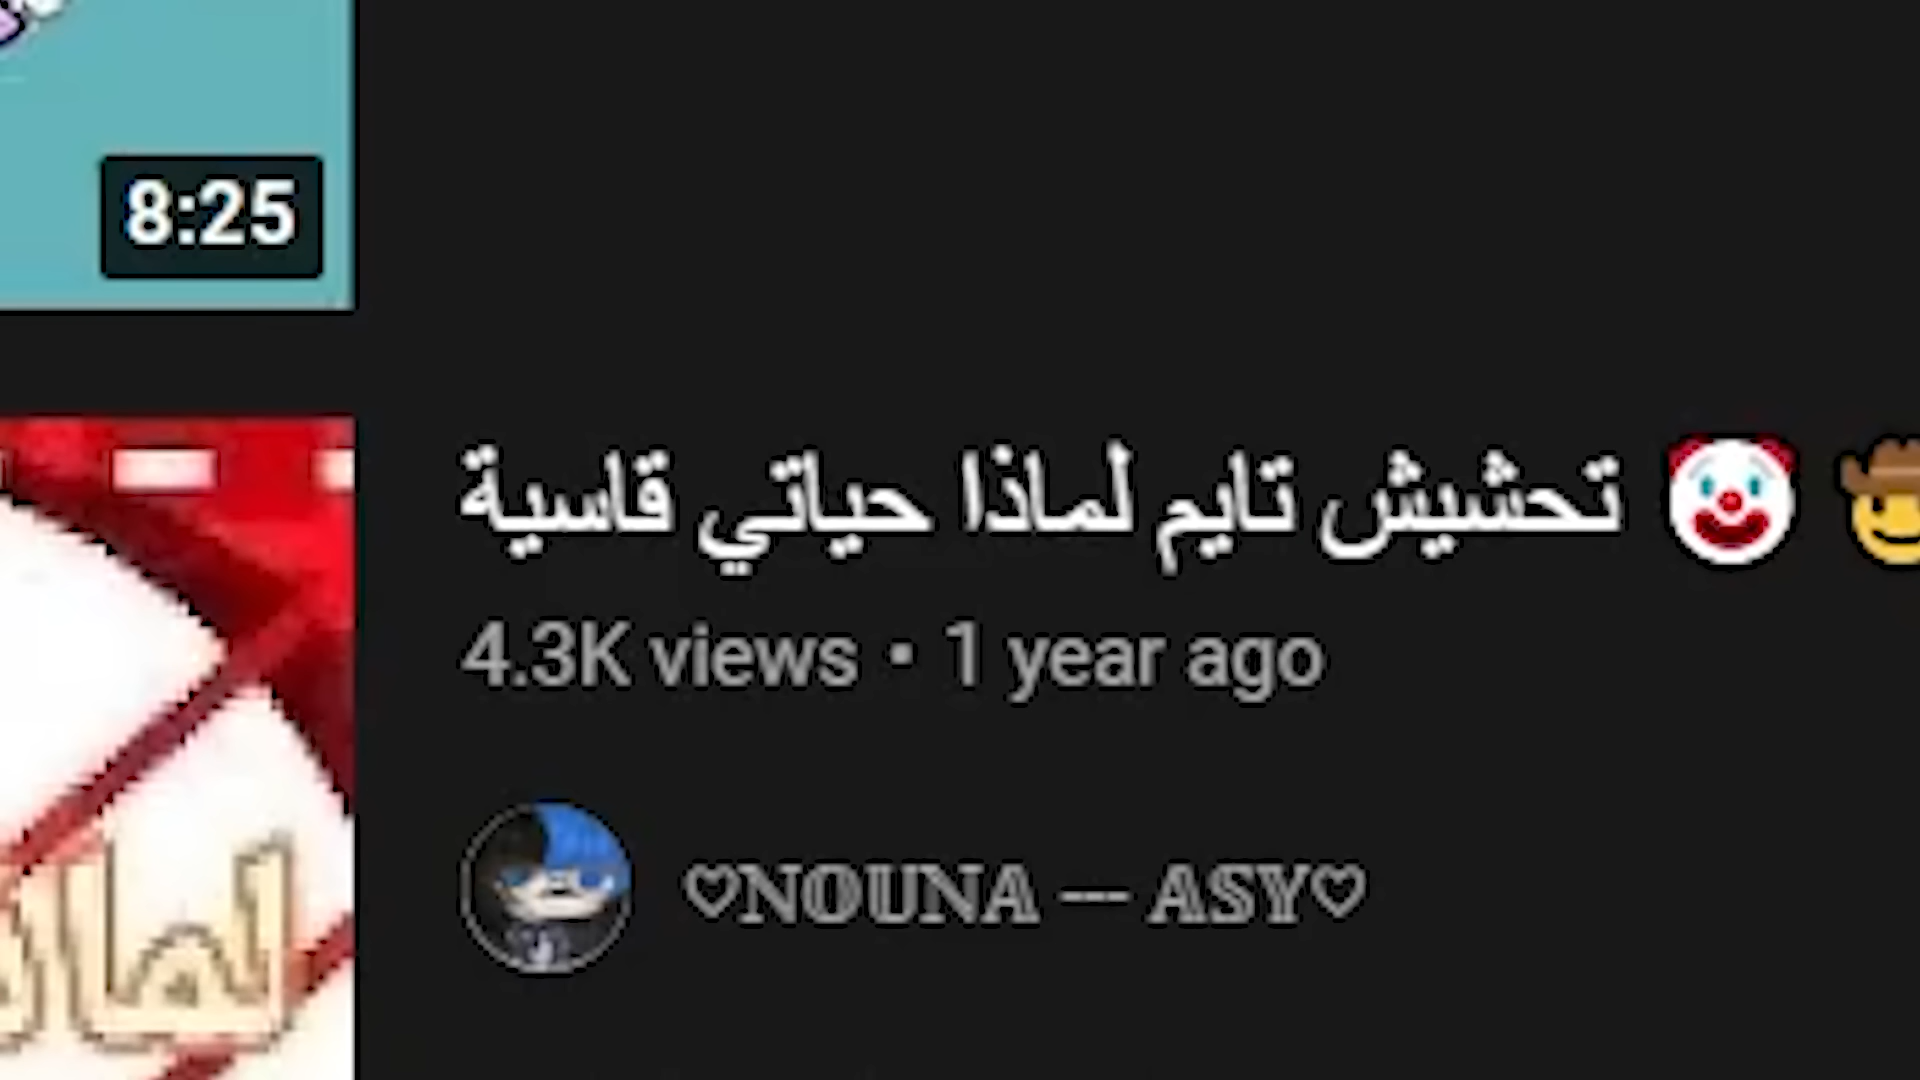 8:25
تحشيش تايم لماذا حياتي قاسية 🤡 🤠
4.3K views • 1 year ago
♡ℕ𝕆𝕌ℕ𝔸 --- 𝔸𝕊𝕐♡